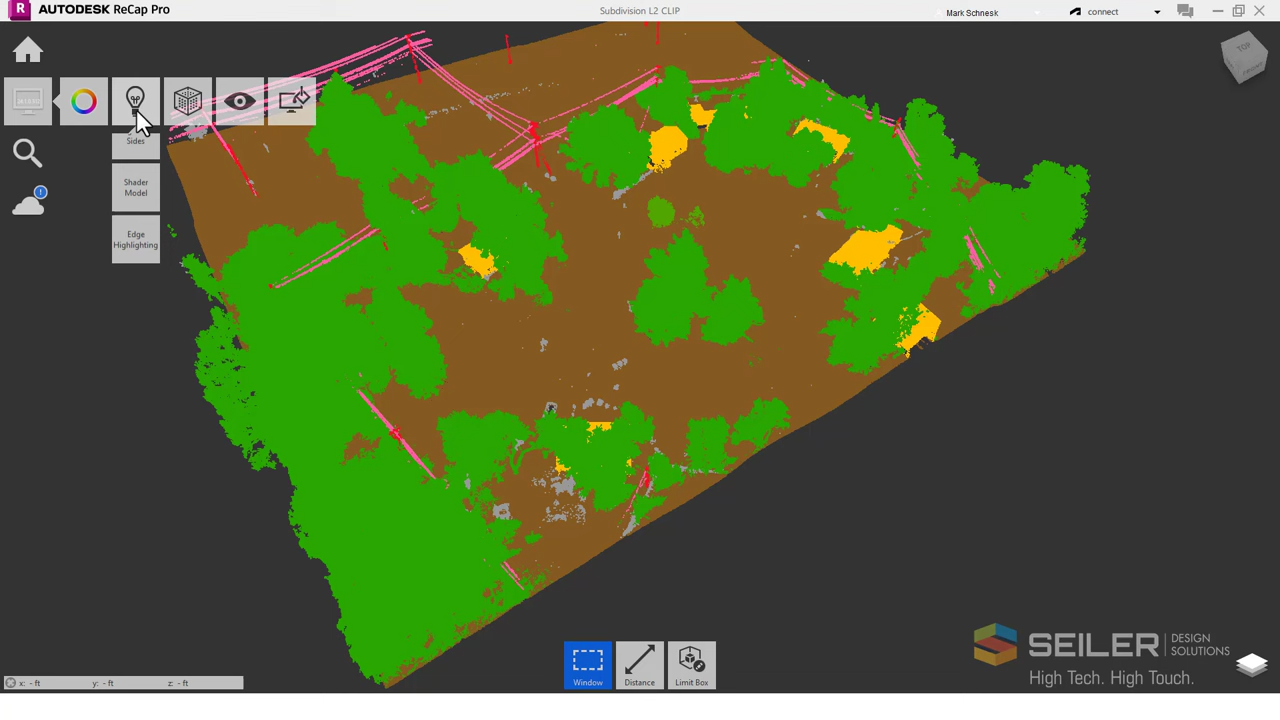 R AUTODESK ReCap Pro
Subdivision L2 CLIP
Mark Schnesk
connect
TOP
Sides
Shader
Model
Edge
Highlighting
Window
Distance
Limit Box
x: - ft
y: - ft
z: - ft
SEILER
DESIGN
SOLUTIONS
High Tech. High Touch.